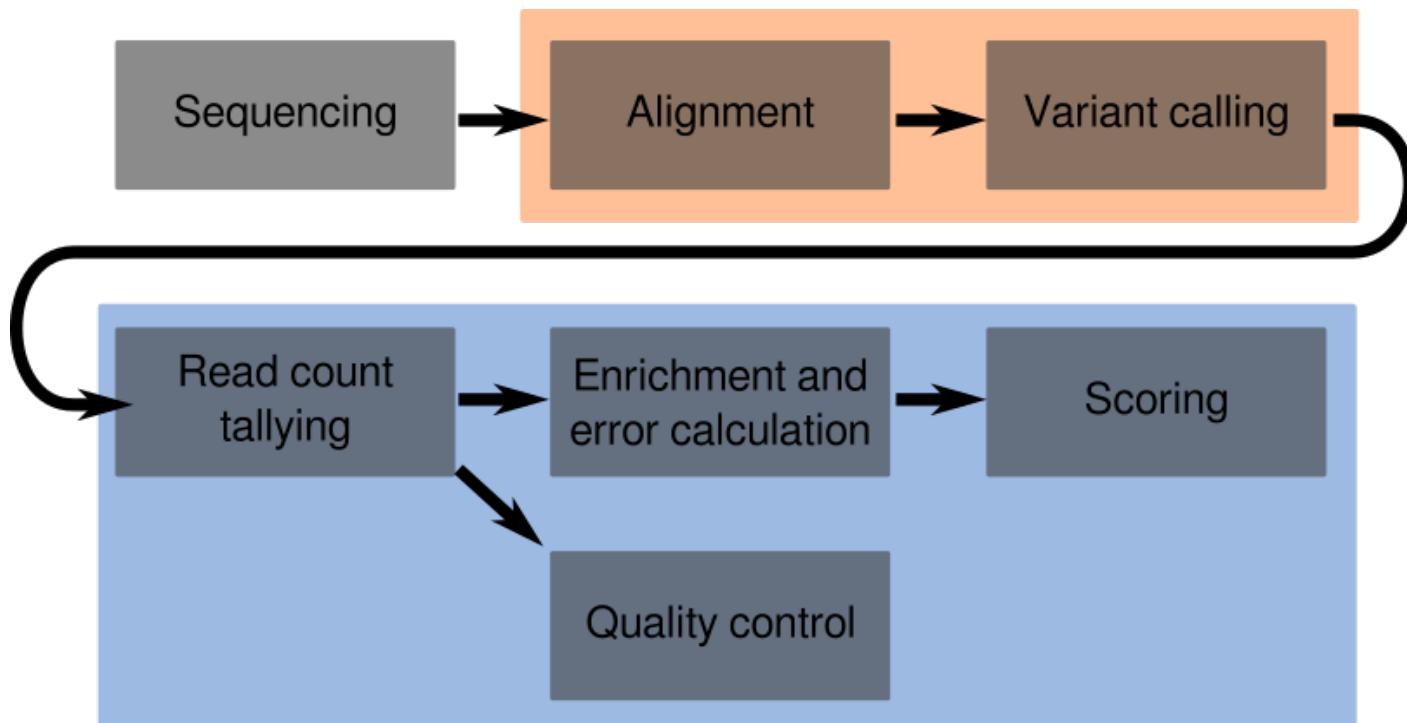 Sequencing
Alignment
Variant calling
Read count
tallying
Enrichment and
error calculation
Scoring
Quality control